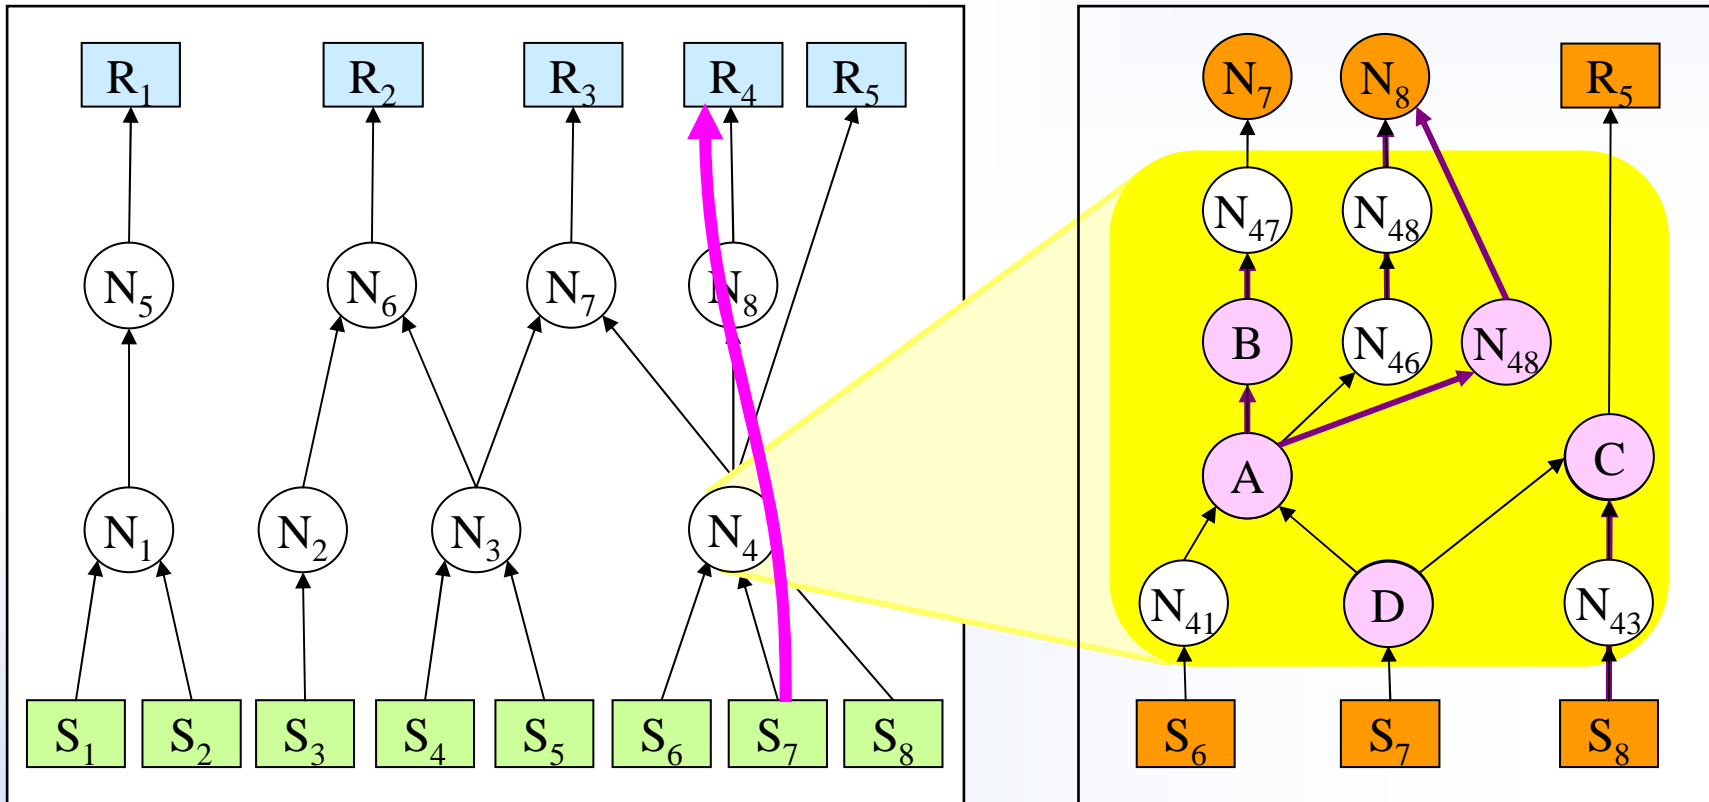 R₁ R₂ R₃ R₄ R₅
N₅ N₆ N₇ N₈
N₁ N₂ N₃ N₄
S₁ S₂ S₃ S₄ S₅ S₆ S₇ S₈
N₇ N₈ R₅
N₄₇ N₄₈
B N₄₆ N₄₈
A C
N₄₁ D N₄₃
S₆ S₇ S₈